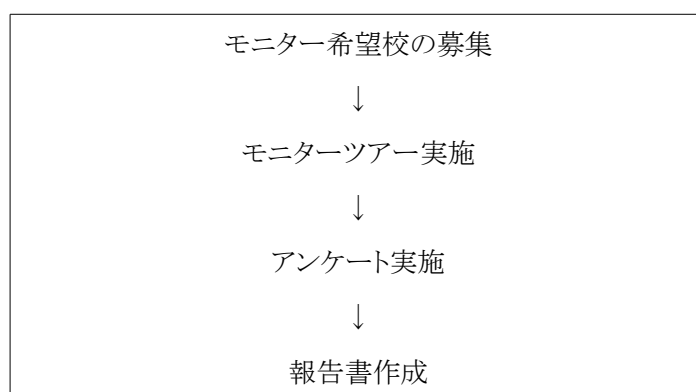 モニター希望校の募集
↓
モニターツアー実施
↓
アンケート実施
↓
報告書作成